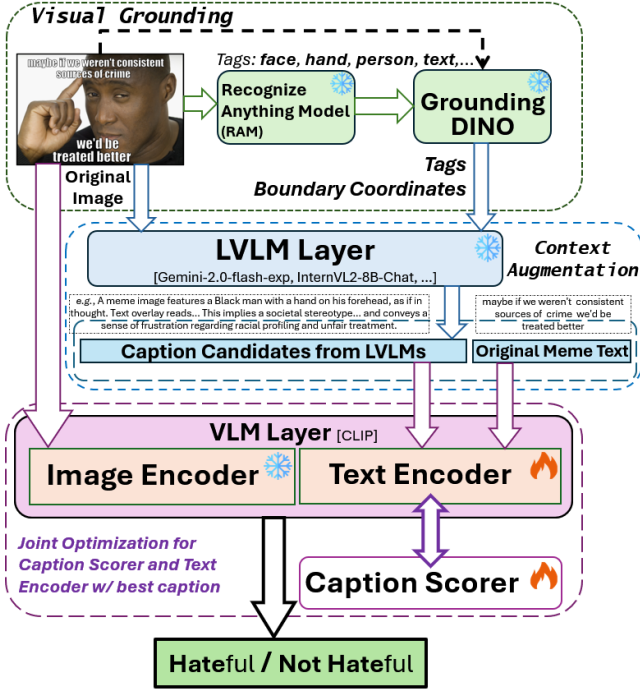 Visual Grounding
maybe if we weren't consistent
sources of crime
we'd be
treated better
Tags: face, hand, person, text,...
Recognize
Anything Model
(RAM)
Grounding
DINO
Original
Image
Tags
Boundary Coordinates
LVLM Layer
[Gemini-2.0-flash-exp, InternVL2-8B-Chat, ...]
Context
Augmentation
e.g., A meme image features a Black man with a hand on his forehead, as if in
thought. Text overlay reads... This implies a societal stereotype... and conveys a
sense of frustration regarding racial profiling and unfair treatment.
maybe if we weren't consistent
sources of crime we'd be
treated better
Caption Candidates from LVLMs
Original Meme Text
VLM Layer [CLIP]
Image Encoder
Text Encoder
Joint Optimization for
Caption Scorer and Text
Encoder w/ best caption
Caption Scorer
Hateful / Not Hateful